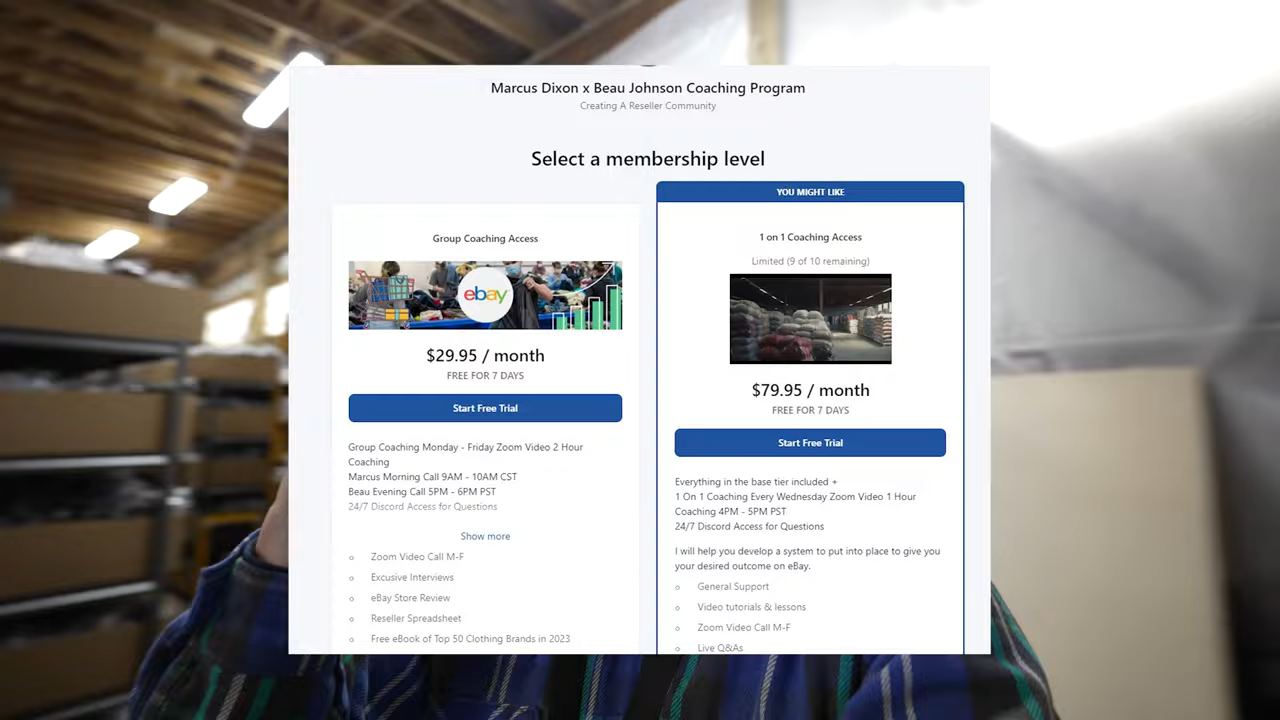 Marcus Dixon x Beau Johnson Coaching Program
Creating A Reseller Community
Select a membership level
Group Coaching Access
ebay
$29.95 / month
FREE FOR 7 DAYS
Start Free Trial
Group Coaching Monday - Friday Zoom Video 2 Hour
Coaching
Marcus Morning Call 9AM - 10AM CST
Beau Evening Call 5PM - 6PM PST
24/7 Discord Access for Questions
Show more
Zoom Video Call M-F
Excusive Interviews
eBay Store Review
Reseller Spreadsheet
Free eBook of Top 50 Clothing Brands in 2023
YOU MIGHT LIKE
1 on 1 Coaching Access
Limited (9 of 10 remaining)
$79.95 / month
FREE FOR 7 DAYS
Start Free Trial
Everything in the base tier included +
1 On 1 Coaching Every Wednesday Zoom Video 1 Hour
Coaching 4PM - 5PM PST
24/7 Discord Access for Questions
I will help you develop a system to put into place to give you
your desired outcome on eBay.
General Support
Video tutorials & lessons
Zoom Video Call M-F
Live Q&As